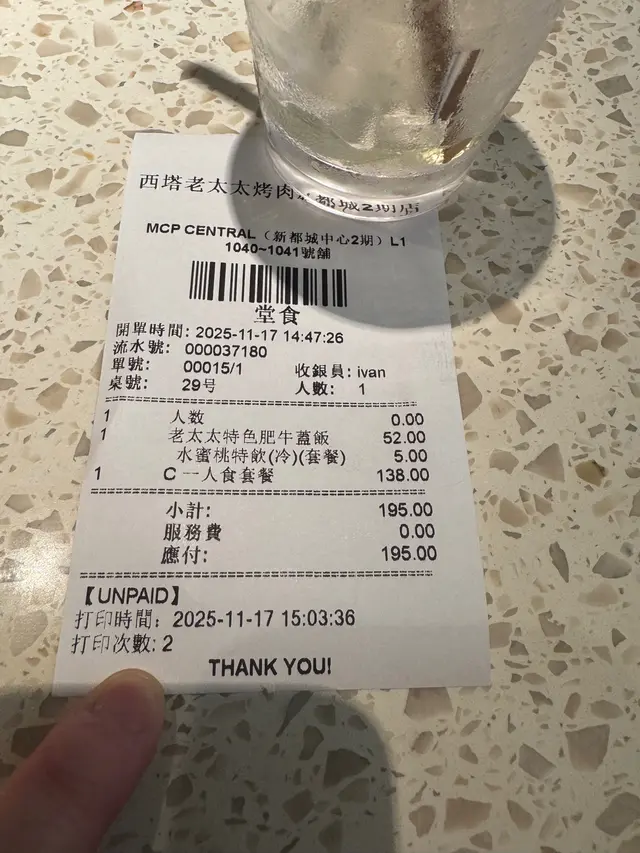 西塔老太太烤肉 都城2期店
MCP CENTRAL（新都城中心2期）L1
1040~1041號舖
堂食
開單時間: 2025-11-17 14:47:26
流水號: 000037180
單號: 00015/1 收銀員: ivan
桌號: 29号 人數: 1
1 人数 0.00
1 老太太特色肥牛蓋飯 52.00
水蜜桃特飲(冷)(套餐) 5.00
1 C 一人食套餐 138.00
小計: 195.00
服務費 0.00
應付: 195.00
【UNPAID】
打印時間: 2025-11-17 15:03:36
打印次數: 2
THANK YOU!